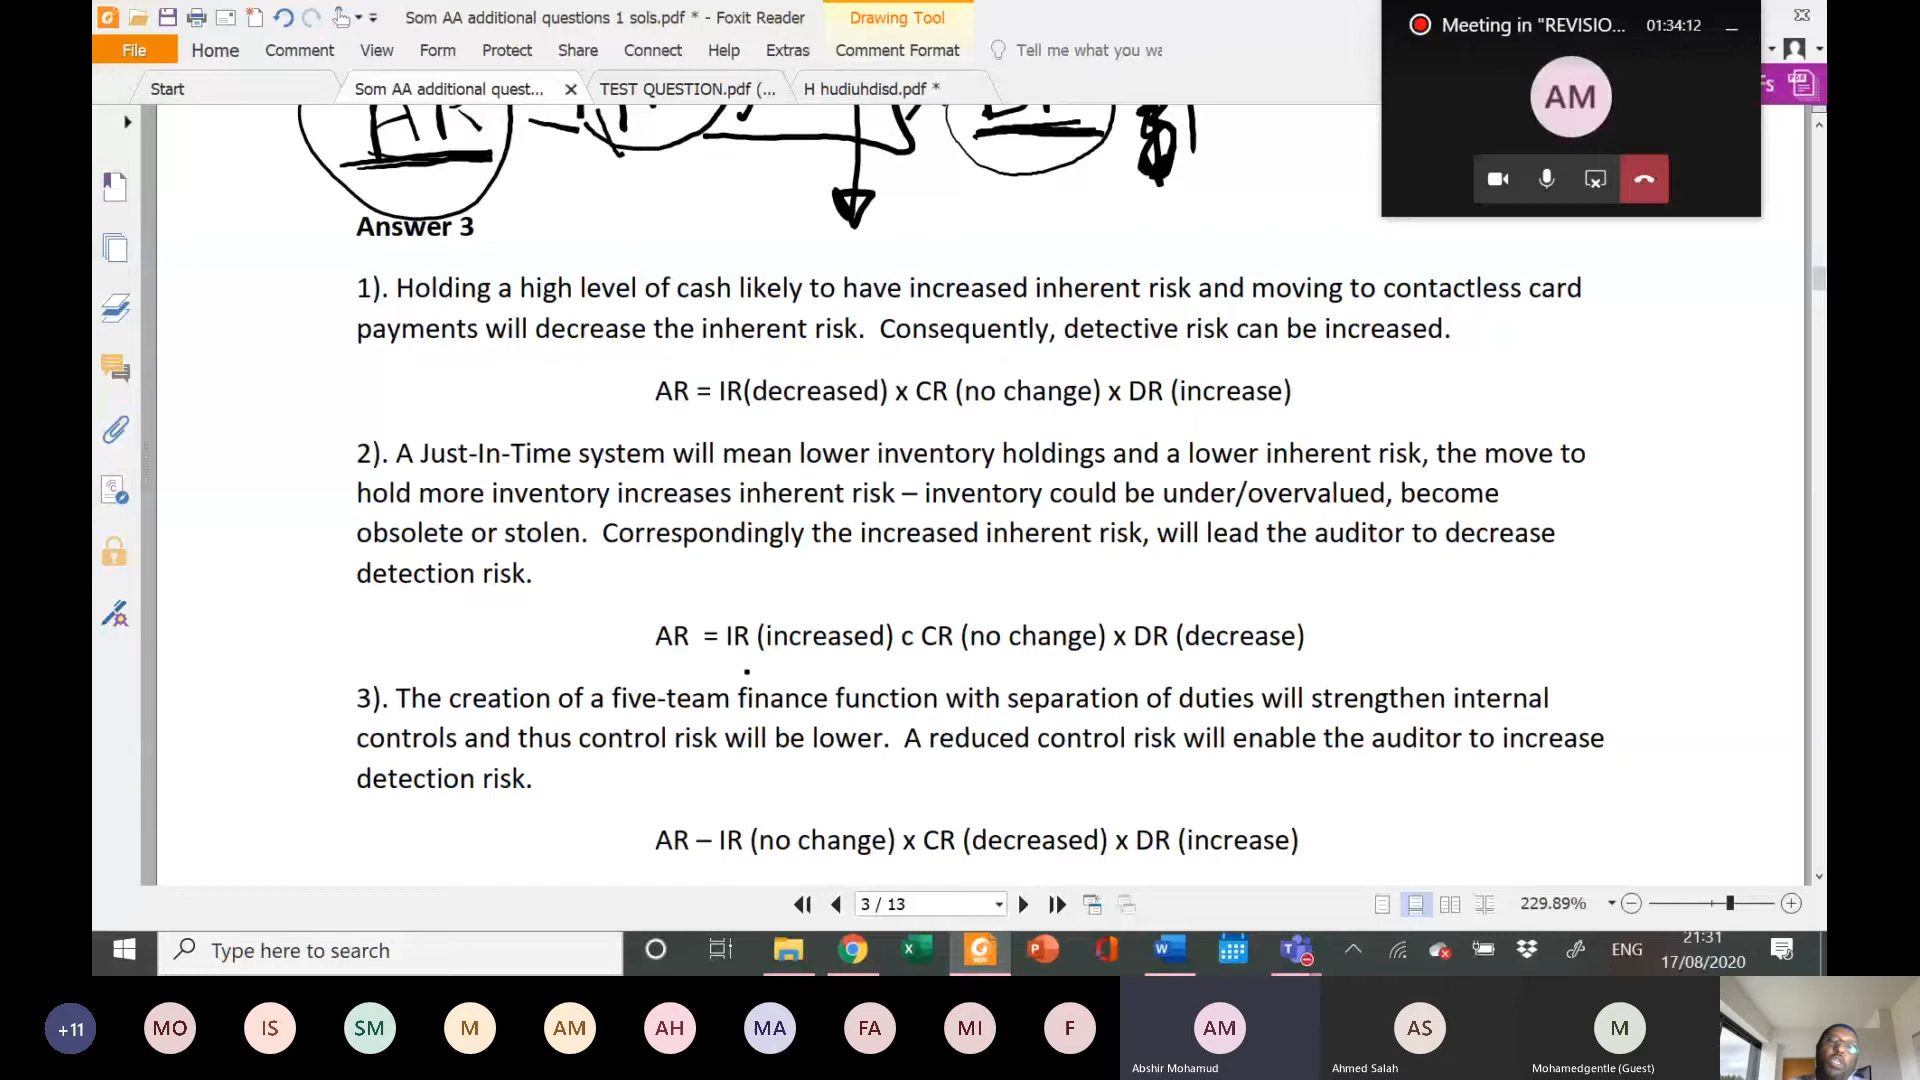 Som AA additional questions 1 sols.pdf * - Foxit Reader
Drawing Tool
Meeting in "REVISIO... 01:34:12
File Home Comment View Form Protect Share Connect Help Extras Comment Format Tell me what you wa
AM
Start Som AA additional quest... TEST QUESTION.pdf (... H hudiuhdisd.pdf *
AR
Answer 3
1). Holding a high level of cash likely to have increased inherent risk and moving to contactless card
payments will decrease the inherent risk. Consequently, detective risk can be increased.
AR = IR(decreased) x CR (no change) x DR (increase)
2). A Just-In-Time system will mean lower inventory holdings and a lower inherent risk, the move to
hold more inventory increases inherent risk – inventory could be under/overvalued, become
obsolete or stolen. Correspondingly the increased inherent risk, will lead the auditor to decrease
detection risk.
AR = IR (increased) c CR (no change) x DR (decrease)
3). The creation of a five-team finance function with separation of duties will strengthen internal
controls and thus control risk will be lower. A reduced control risk will enable the auditor to increase
detection risk.
AR – IR (no change) x CR (decreased) x DR (increase)
3 / 13
229.89%
Type here to search
ENG
21:31
17/08/2020
+11 MO IS SM M AM AH MA FA MI F AM AS M
Abshir Mohamud Ahmed Salah Mohamedgentle (Guest)